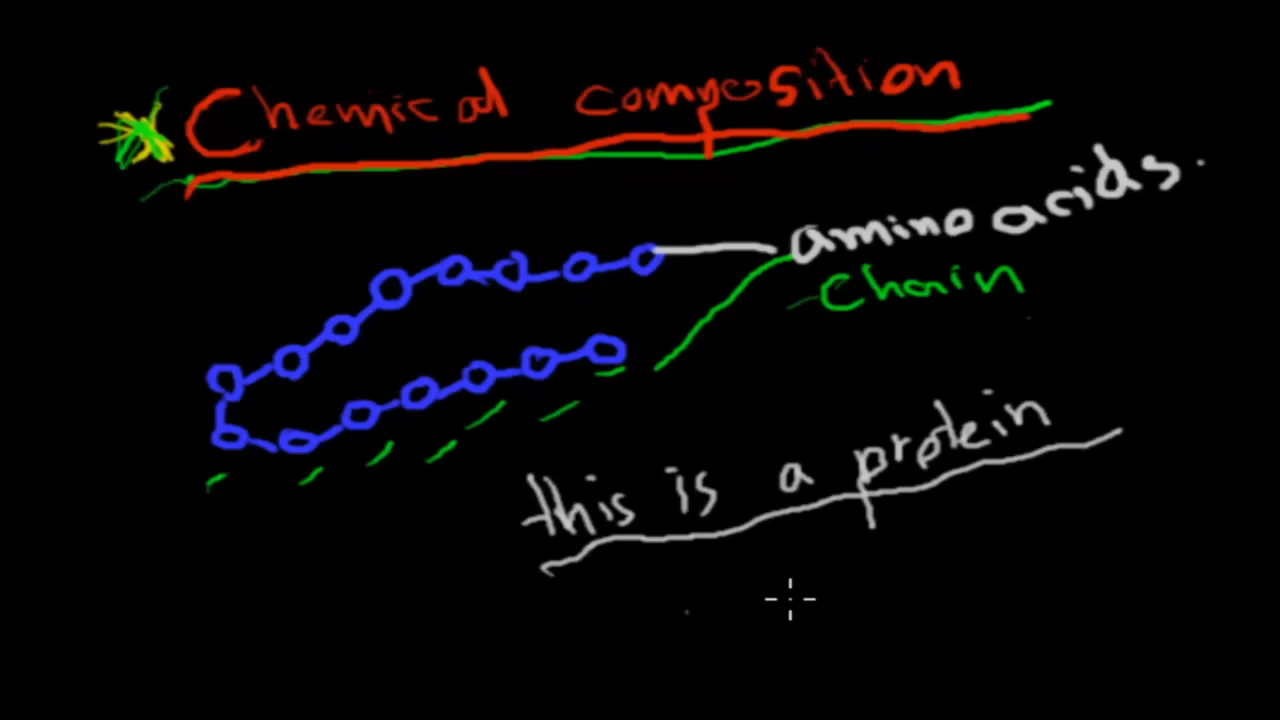 Chemical composition
amino acids.
chain
this is a protein